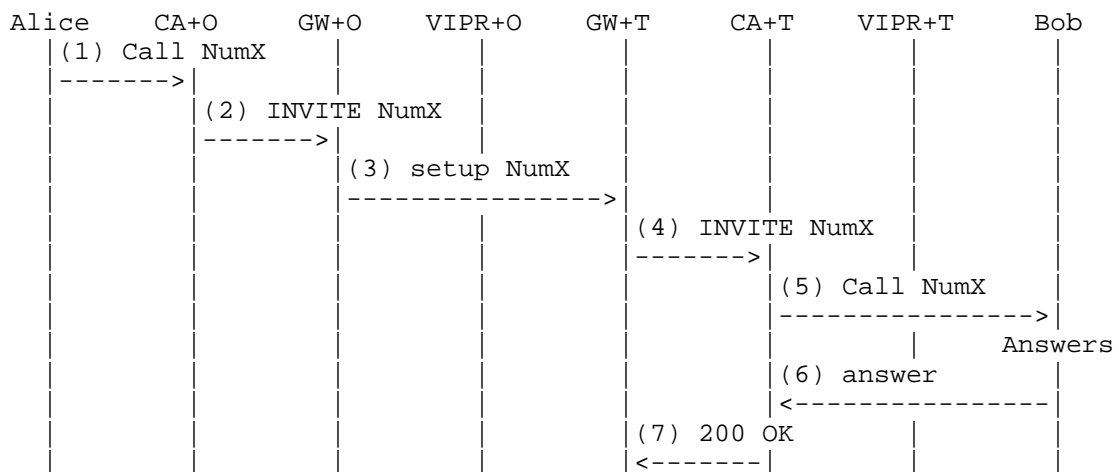 Alice CA+O GW+O VIPR+O GW+T CA+T VIPR+T Bob
(1) Call NumX
(2) INVITE NumX
(3) setup NumX
(4) INVITE NumX
(5) Call NumX
Answers
(6) answer
(7) 200 OK